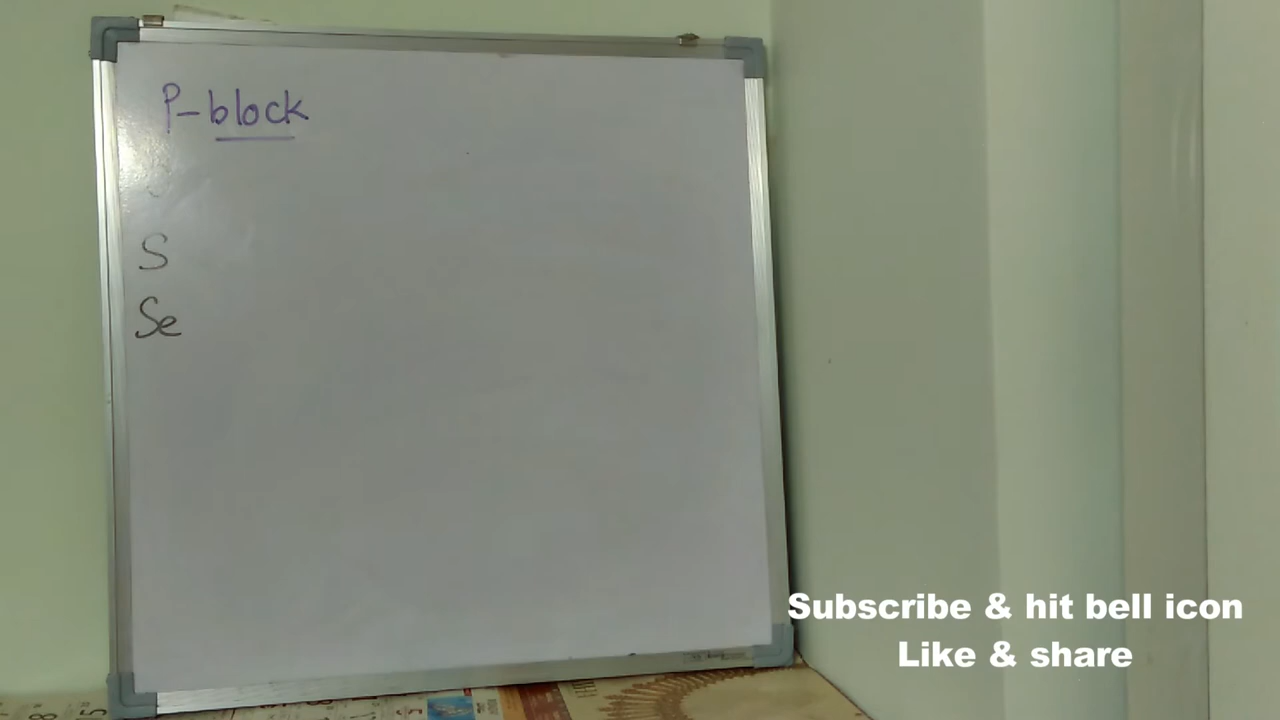 P-block
S
Se
Subscribe & hit bell icon
Like & share